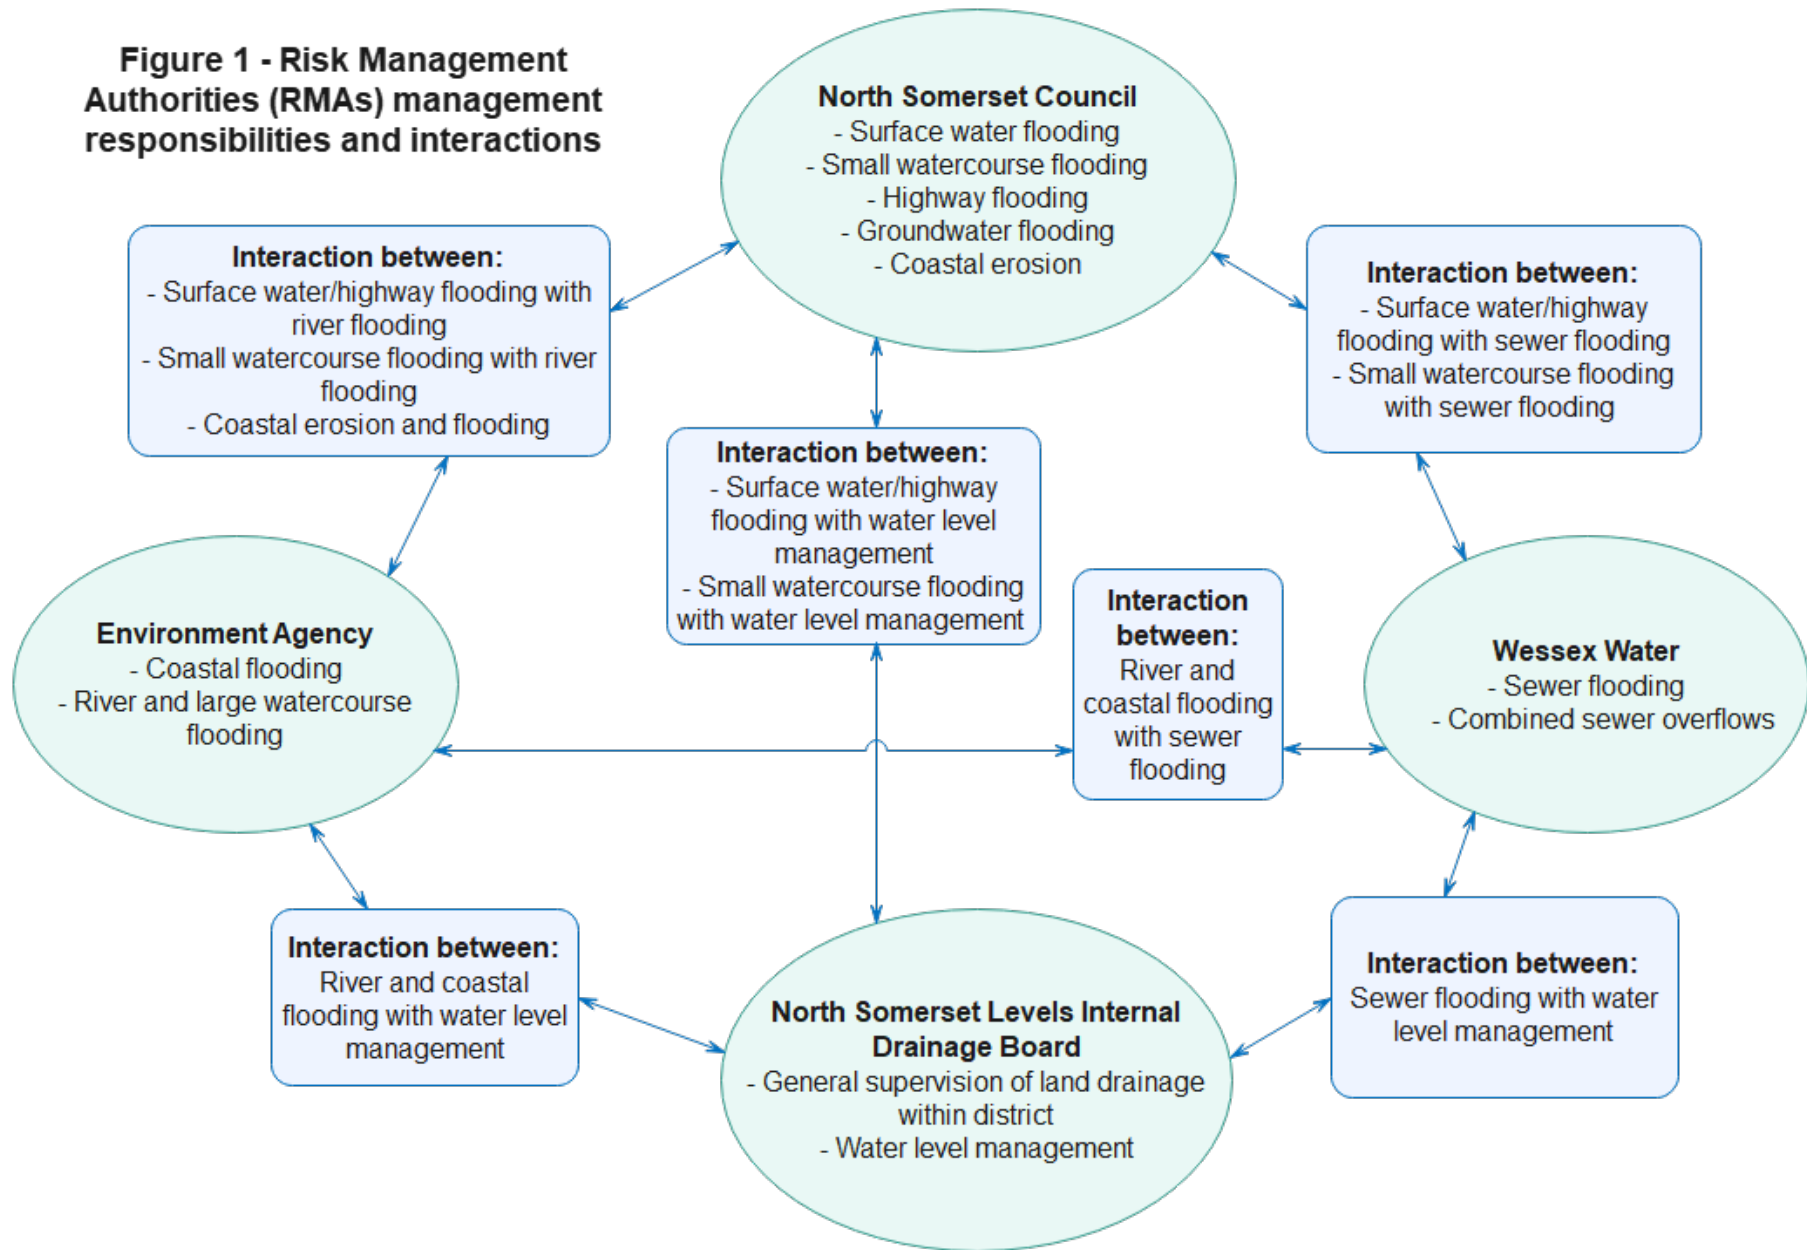 Figure 1 - Risk Management
Authorities (RMAs) management
responsibilities and interactions
North Somerset Council
- Surface water flooding
- Small watercourse flooding
- Highway flooding
- Groundwater flooding
- Coastal erosion
Interaction between:
- Surface water/highway flooding with
river flooding
- Small watercourse flooding with river
flooding
- Coastal erosion and flooding
Interaction between:
- Surface water/highway
flooding with sewer flooding
- Small watercourse flooding
with sewer flooding
Interaction between:
- Surface water/highway
flooding with water level
management
- Small watercourse flooding
with water level management
Environment Agency
- Coastal flooding
- River and large watercourse
flooding
Interaction
between:
River and
coastal flooding
with sewer
flooding
Wessex Water
- Sewer flooding
- Combined sewer overflows
Interaction between:
River and coastal
flooding with water level
management
North Somerset Levels Internal
Drainage Board
- General supervision of land drainage
within district
- Water level management
Interaction between:
Sewer flooding with water
level management